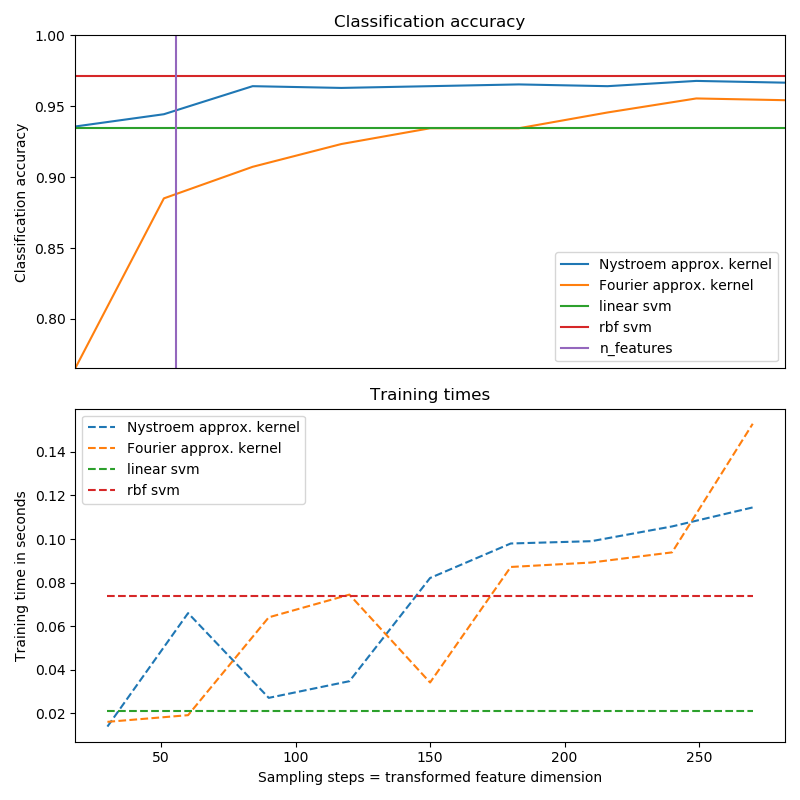 Classification accuracy
1.00
0.95
0.90
0.85
0.80
Classification accuracy
Nystroem approx. kernel
Fourier approx. kernel
linear svm
rbf svm
n_features
Training times
Nystroem approx. kernel
Fourier approx. kernel
linear svm
rbf svm
0.14
0.12
0.10
0.08
0.06
0.04
0.02
Training time in seconds
50
100
150
200
250
Sampling steps = transformed feature dimension